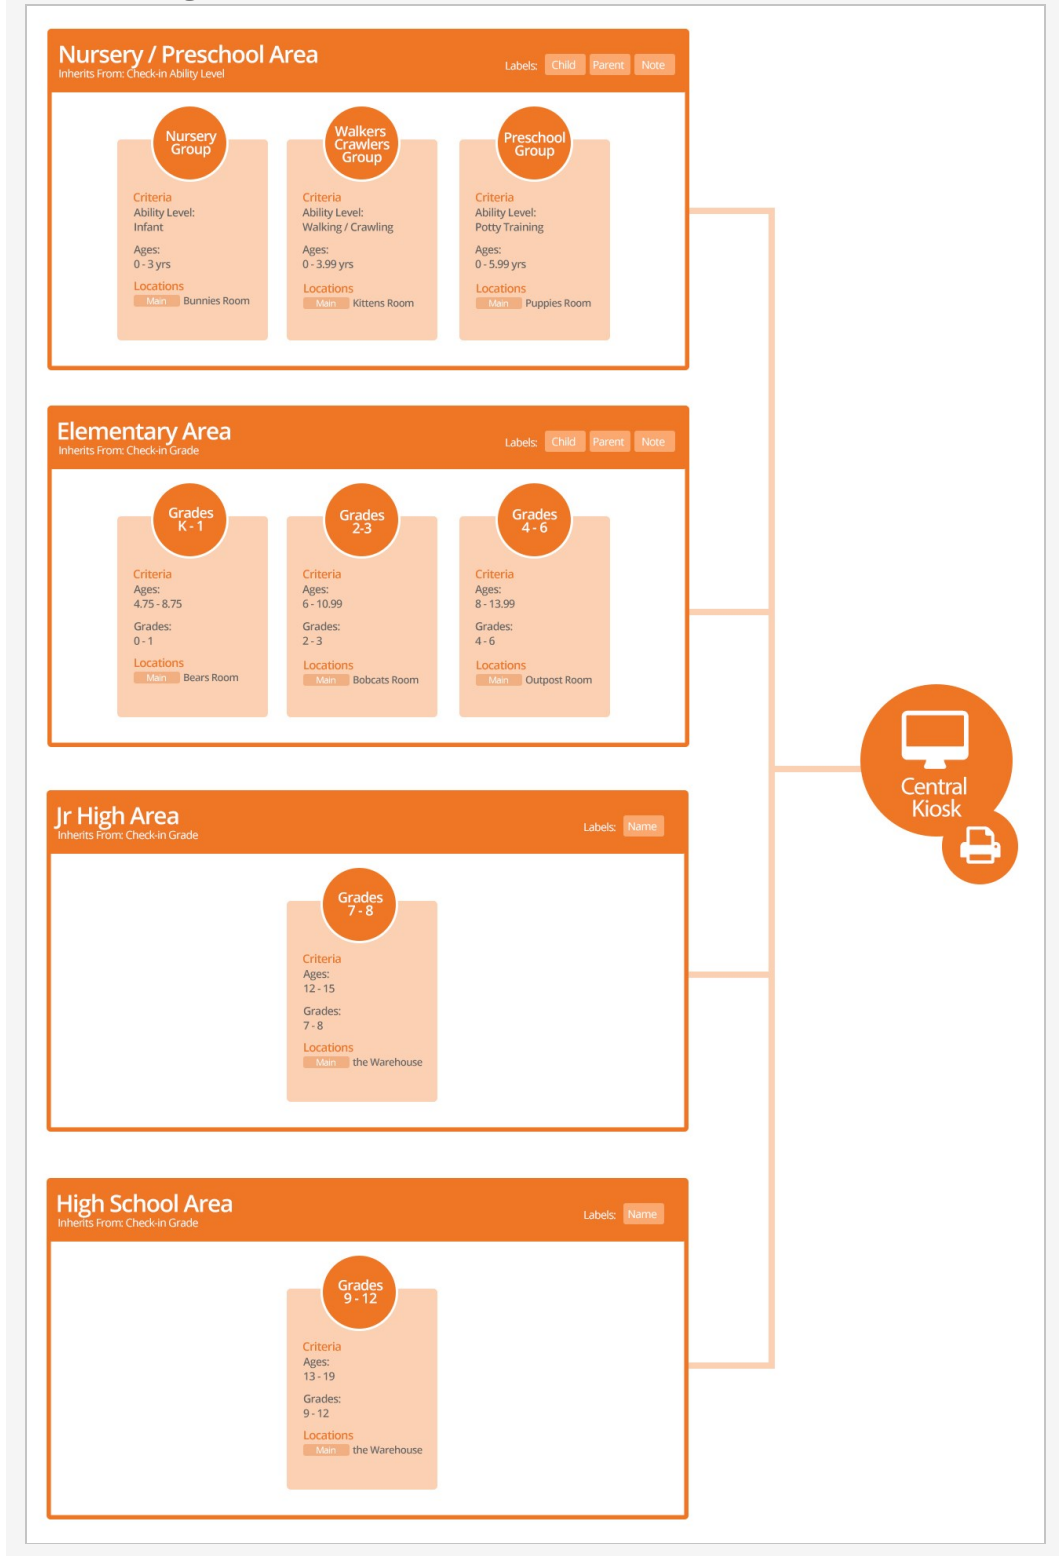 Nursery / Preschool Area
Inherits From: Check-in Ability Level
Labels: Child Parent Note
Nursery
Group
Criteria
Ability Level:
Infant
Ages:
0 - 3 yrs
Locations
Main Bunnies Room
Walkers
Crawlers
Group
Criteria
Ability Level:
Walking / Crawling
Ages:
0 - 3.99 yrs
Locations
Main Kittens Room
Preschool
Group
Criteria
Ability Level:
Potty Training
Ages:
0 - 5.99 yrs
Locations
Main Puppies Room
Elementary Area
Inherits From: Check-in Grade
Labels: Child Parent Note
Grades
K - 1
Criteria
Ages:
4.75 - 8.75
Grades:
0 - 1
Locations
Main Bears Room
Grades
2-3
Criteria
Ages:
6 - 10.99
Grades:
2 - 3
Locations
Main Bobcats Room
Grades
4 - 6
Criteria
Ages:
8 - 13.99
Grades:
4 - 6
Locations
Main Outpost Room
Jr High Area
Inherits From: Check-in Grade
Labels: Name
Grades
7 - 8
Criteria
Ages:
12 - 15
Grades:
7 - 8
Locations
Main the Warehouse
High School Area
Inherits From: Check-in Grade
Labels: Name
Grades
9 - 12
Criteria
Ages:
13 - 19
Grades:
9 - 12
Locations
Main the Warehouse
Central
Kiosk